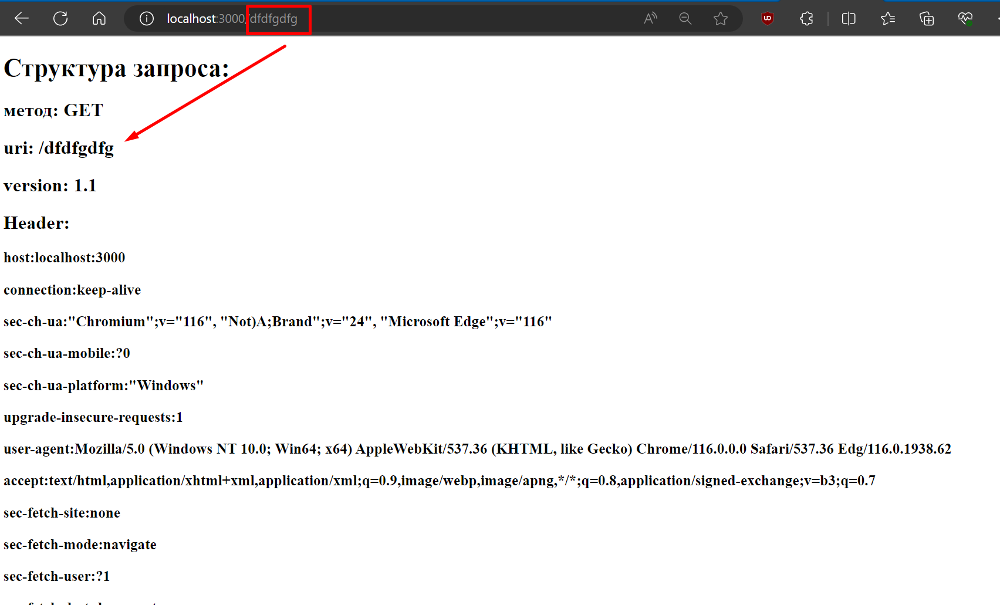 localhost:3000/dfdfgdfg
Структура запроса:
метод: GET
uri: /dfdfgdfg
version: 1.1
Header:
host:localhost:3000
connection:keep-alive
sec-ch-ua:"Chromium";v="116", "Not)A;Brand";v="24", "Microsoft Edge";v="116"
sec-ch-ua-mobile:?0
sec-ch-ua-platform:"Windows"
upgrade-insecure-requests:1
user-agent:Mozilla/5.0 (Windows NT 10.0; Win64; x64) AppleWebKit/537.36 (KHTML, like Gecko) Chrome/116.0.0.0 Safari/537.36 Edg/116.0.1938.62
accept:text/html,application/xhtml+xml,application/xml;q=0.9,image/webp,image/apng,*/*;q=0.8,application/signed-exchange;v=b3;q=0.7
sec-fetch-site:none
sec-fetch-mode:navigate
sec-fetch-user:?1